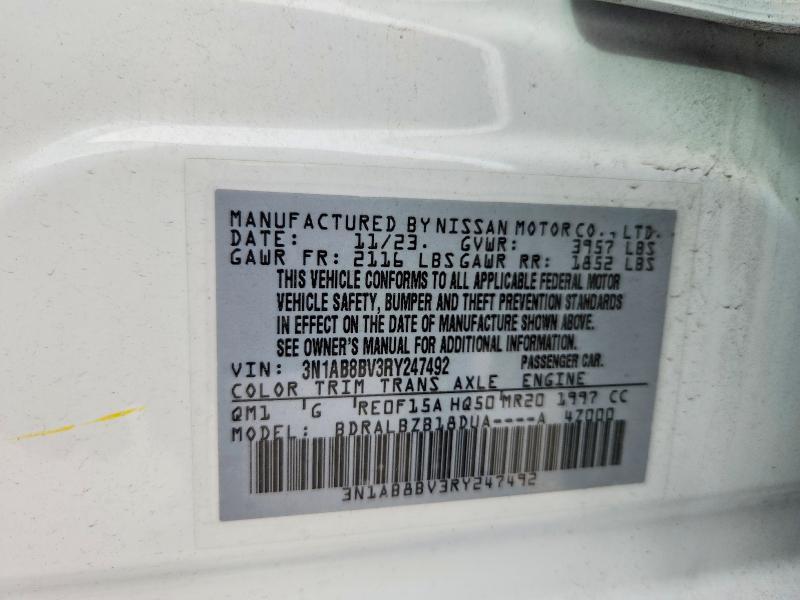 MANUFACTURED BY NISSAN MOTOR CO., LTD.
DATE: 11/23. GVWR: 3957 LBS
GAWR FR: 2116 LBS GAWR RR: 1852 LBS
THIS VEHICLE CONFORMS TO ALL APPLICABLE FEDERAL MOTOR
VEHICLE SAFETY, BUMPER AND THEFT PREVENTION STANDARDS
IN EFFECT ON THE DATE OF MANUFACTURE SHOWN ABOVE.
SEE OWNER'S MANUAL FOR ADDITIONAL INFORMATION.
VIN: 3N1AB8BV3RY247492 PASSENGER CAR.
COLOR TRIM TRANS AXLE ENGINE
QM1 G RE0F15A HQ50 MR20 1997 CC
MODEL: BDRALBZB18DUA----A 47000
3N1AB8BV3RY247492